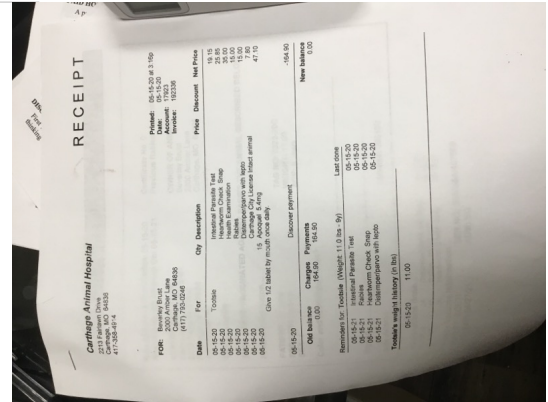 RECEIPT
Carthage Animal Hospital
2213 Fairlawn Drive
Carthage, MO 64836
417-358-4914
Printed: 05-15-20 at 3:16p
FOR: Beverley Brust Date: 05-15-20
2000 Amber Lane Account: 17923
Carthage, MO 64836 Invoice: 192336
(417) 793-0246
Date For Qty Description Price Discount Net Price
05-15-20 Tootsie Intestinal Parasite Test 19.15
05-15-20 Heartworm Check Snap 25.85
05-15-20 Health Examination 35.00
05-15-20 Rabies 15.00
05-15-20 Distemper/parvo with lepto 15.00
05-15-20 Carthage City License Intact animal 7.80
05-15-20 15 Apoquel 5.4mg 47.10
Give 1/2 tablet by mouth once daily.
05-15-20 Discover payment -164.90
Old balance Charges Payments New balance
0.00 164.90 164.90 0.00
Reminders for: Tootsie (Weight: 11.0 lbs - 9y) Last done
05-15-21 Intestinal Parasite Test 05-15-20
05-15-21 Rabies 05-15-20
05-15-21 Heartworm Check Snap 05-15-20
05-15-21 Distemper/parvo with lepto 05-15-20
Tootsie's weight history (in lbs)
05-15-20 11.00
First
thinking